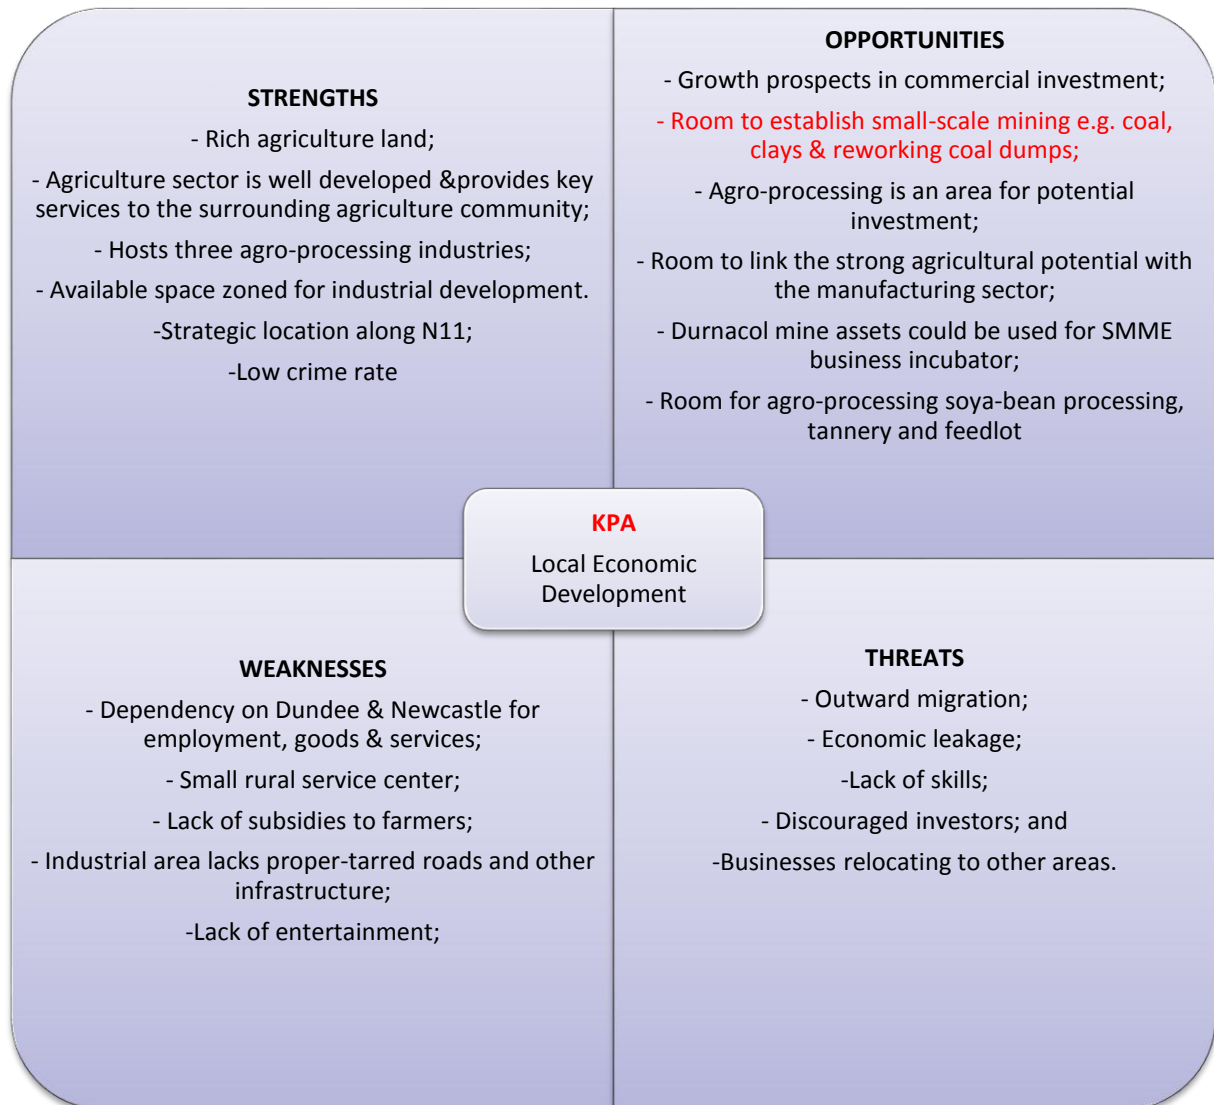 STRENGTHS
- Rich agriculture land;
- Agriculture sector is well developed &provides key
services to the surrounding agriculture community;
- Hosts three agro-processing industries;
- Available space zoned for industrial development.
-Strategic location along N11;
-Low crime rate
OPPORTUNITIES
- Growth prospects in commercial investment;
- Room to establish small-scale mining e.g. coal,
clays & reworking coal dumps;
- Agro-processing is an area for potential
investment;
- Room to link the strong agricultural potential with
the manufacturing sector;
- Durnacol mine assets could be used for SMME
business incubator;
- Room for agro-processing soya-bean processing,
tannery and feedlot
KPA
Local Economic
Development
WEAKNESSES
- Dependency on Dundee & Newcastle for
employment, goods & services;
- Small rural service center;
- Lack of subsidies to farmers;
- Industrial area lacks proper-tarred roads and other
infrastructure;
-Lack of entertainment;
THREATS
- Outward migration;
- Economic leakage;
-Lack of skills;
- Discouraged investors; and
-Businesses relocating to other areas.